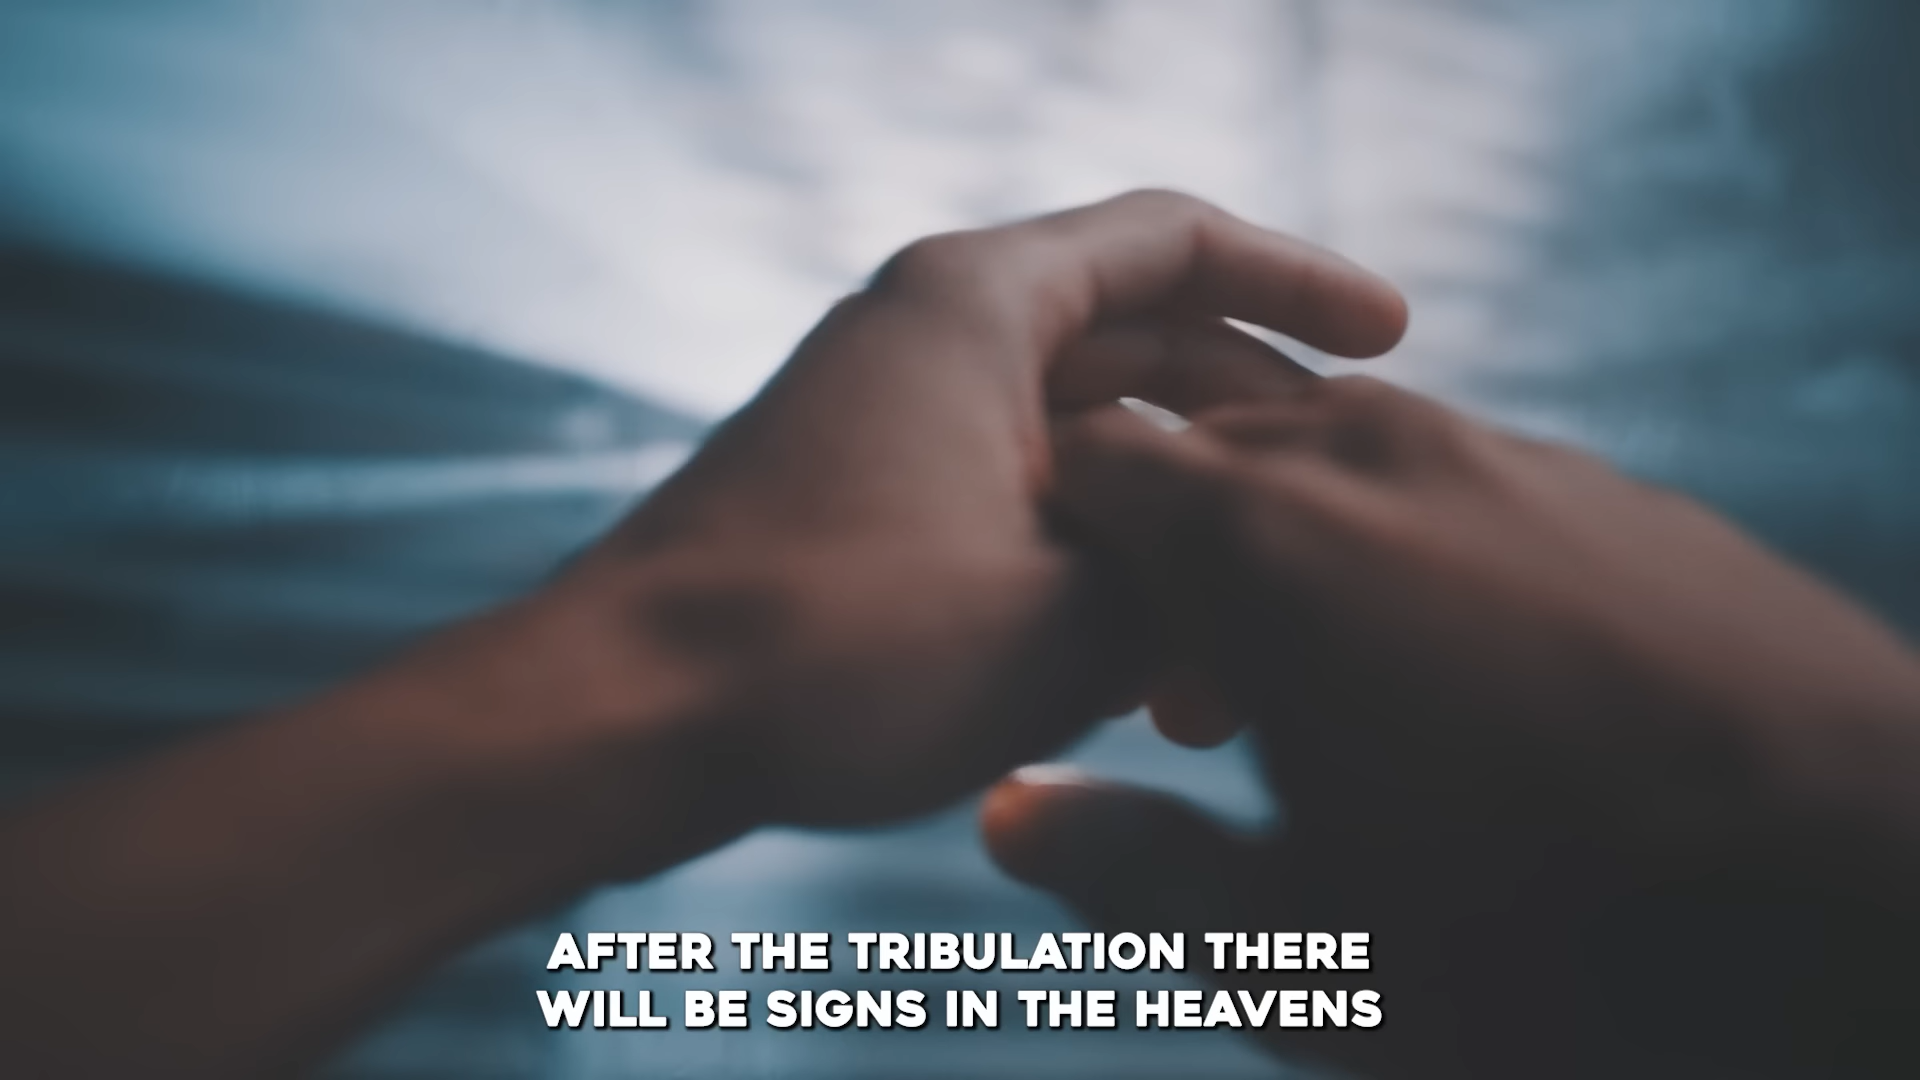 AFTER THE TRIBULATION THERE
WILL BE SIGNS IN THE HEAVENS